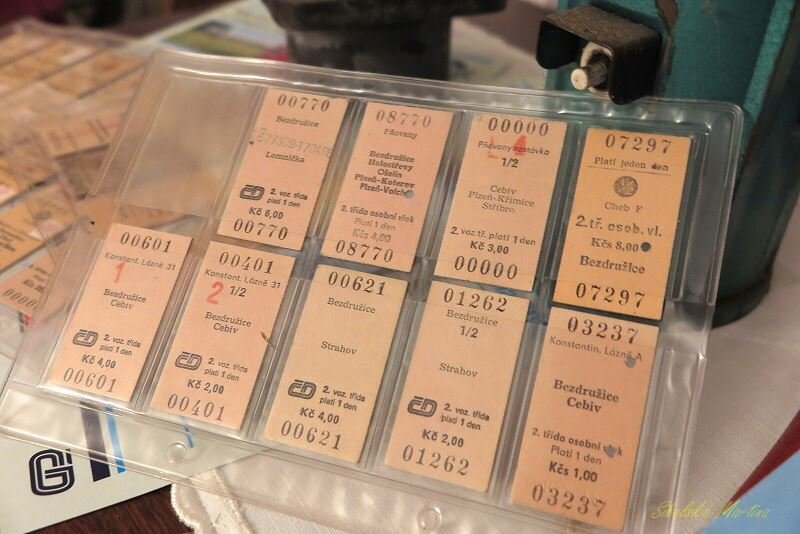 00770
Bezdružice
Lomnička
ČD 2. voz. třída
platí 1 den
Kč 6,00
00770
08770
Pňovany
Bezdružice
Holostřevy
Ošelín
Plzeň-Koterov
Plzeň-Valcha
2. třída osobní vlak
Platí 1 den
Kčs 4,00
08770
00000
Pňovany zastávka
1/2
Cebiv
Plzeň-Křimice
Stříbro
2. voz. tř. platí 1 den
Kč 3,00
00000
07297
Platí jeden den
Cheb F
2. tř. osob. vl.
Kčs 8,00
Bezdružice
07297
00601
Konstant. Lázně 31
1
Bezdružice
Cebiv
ČD 2. voz. třída
platí 1 den
Kč 4,00
00601
00401
Konstant. Lázně 31
2 1/2
Bezdružice
Cebiv
ČD 2. voz. třída
platí 1 den
Kč 2,00
00401
00621
Bezdružice
Strahov
ČD 2. voz. třída
platí 1 den
Kč 4,00
00621
01262
Bezdružice
1/2
Strahov
ČD 2. voz. třída
platí 1 den
Kč 2,00
01262
03237
Konstantin. Lázně A
Bezdružice
Cebiv
2. třída osobní vlak
Platí 1 den
Kčs 1,00
03237